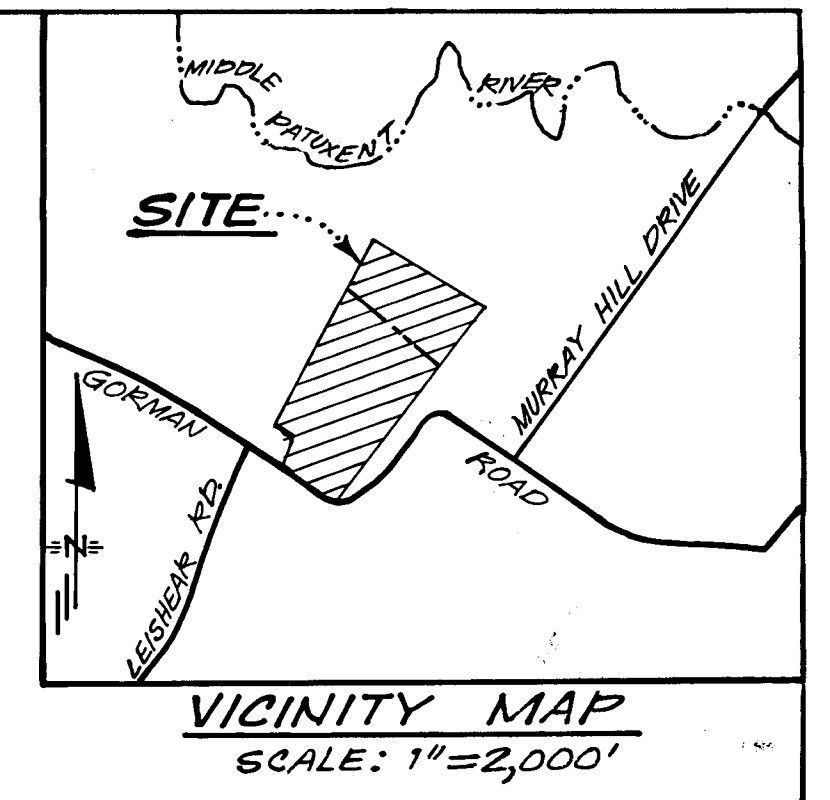 MIDDLE
PATUXENT
RIVER
SITE
MURRAY HILL DRIVE
GORMAN
ROAD
N
LEISHEAR RD.
VICINITY MAP
SCALE: 1"=2,000'